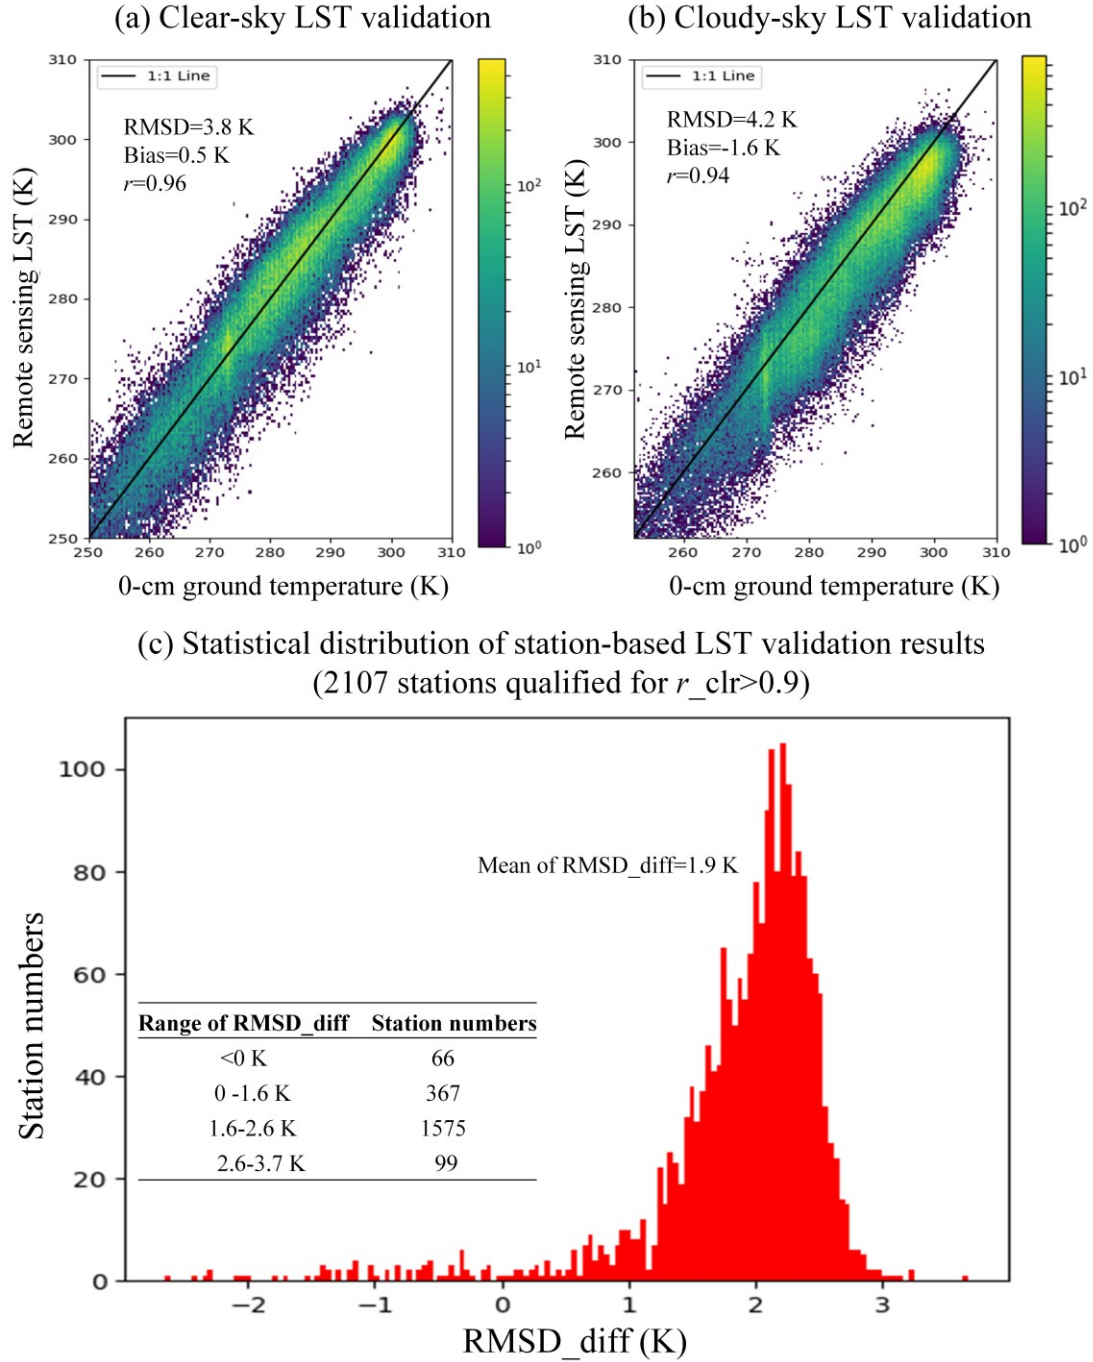 (a) Clear-sky LST validation
(b) Cloudy-sky LST validation
310
300
290
280
270
260
250
1:1 Line
RMSD=3.8 K
Bias=0.5 K
r=0.96
Remote sensing LST (K)
250 260 270 280 290 300 310
0-cm ground temperature (K)
10²
10¹
10⁰
310
300
290
280
270
260
1:1 Line
RMSD=4.2 K
Bias=-1.6 K
r=0.94
Remote sensing LST (K)
260 270 280 290 300 310
0-cm ground temperature (K)
10²
10¹
10⁰
(c) Statistical distribution of station-based LST validation results
(2107 stations qualified for r_clr>0.9)
100
80
60
40
20
0
Station numbers
Mean of RMSD_diff=1.9 K
Range of RMSD_diff Station numbers
<0 K 66
0 -1.6 K 367
1.6-2.6 K 1575
2.6-3.7 K 99
−2 −1 0 1 2 3
RMSD_diff (K)